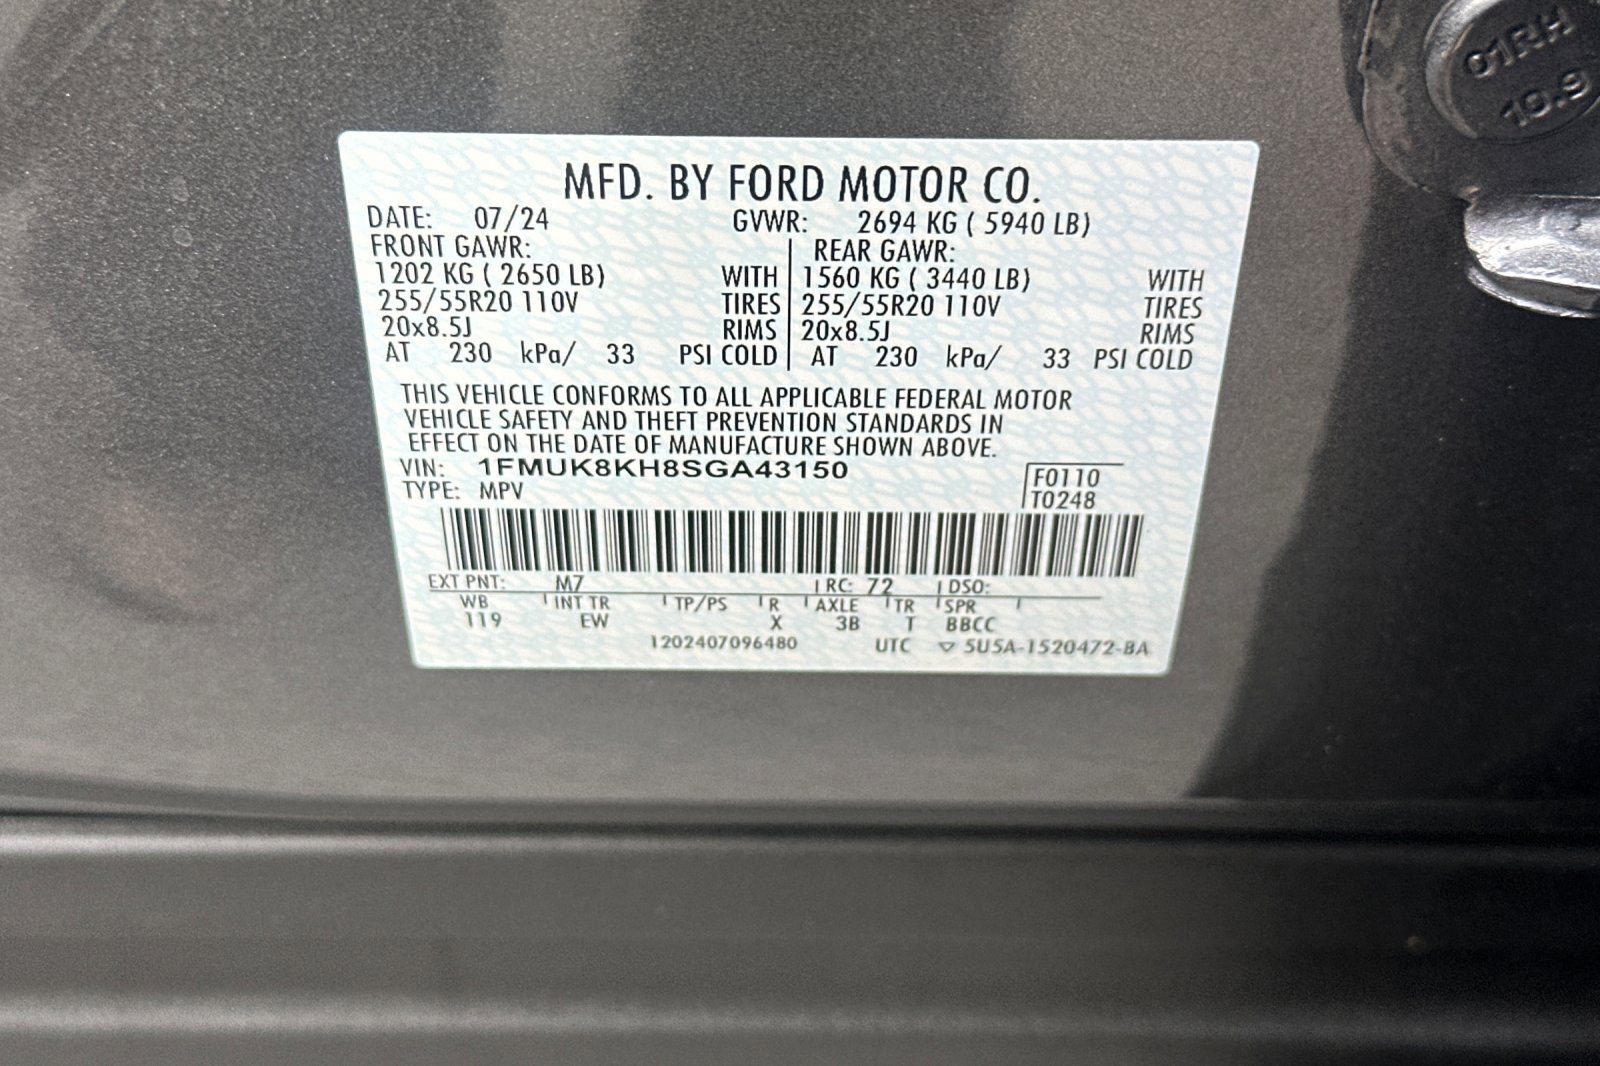 01RH
10.9
MFD. BY FORD MOTOR CO.
DATE: 07/24 GVWR: 2694 KG ( 5940 LB)
FRONT GAWR: REAR GAWR:
1202 KG ( 2650 LB) WITH 1560 KG ( 3440 LB) WITH
255/55R20 110V TIRES 255/55R20 110V TIRES
20x8.5J RIMS 20x8.5J RIMS
AT 230 kPa/ 33 PSI COLD AT 230 kPa/ 33 PSI COLD
THIS VEHICLE CONFORMS TO ALL APPLICABLE FEDERAL MOTOR
VEHICLE SAFETY AND THEFT PREVENTION STANDARDS IN
EFFECT ON THE DATE OF MANUFACTURE SHOWN ABOVE.
VIN: 1FMUK8KH8SGA43150 F0110
TYPE: MPV T0248
EXT PNT: M7 RC: 72 DSO:
WB INT TR TP/PS R AXLE TR SPR
119 EW X 3B T BBCC
1202407096480 UTC ▽ 5U5A-1520472-BA